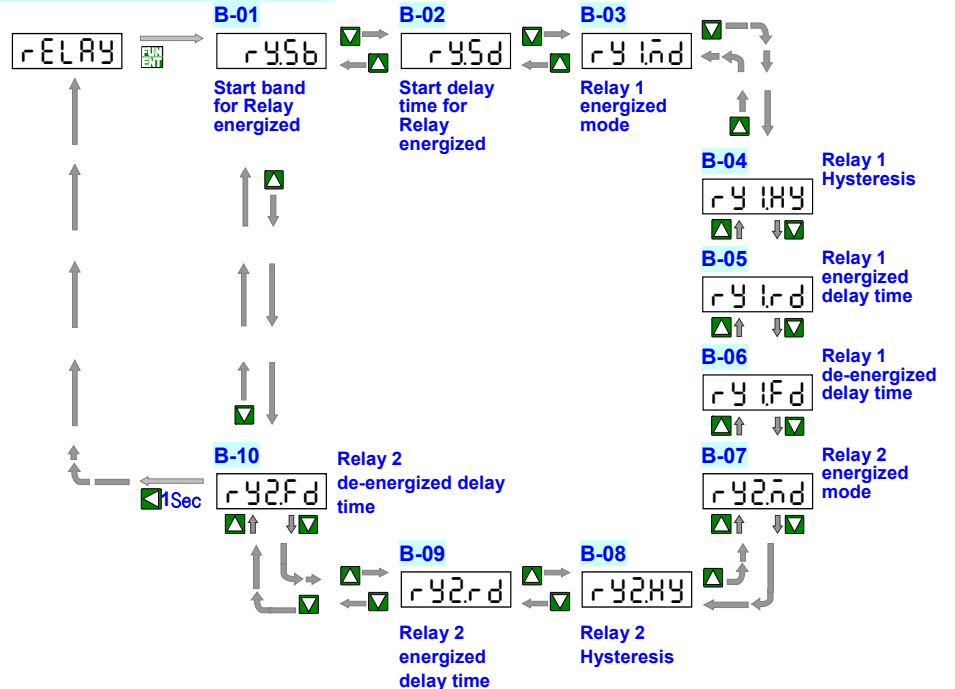 rELAY
FUN
ENT
B-01
ry.Sb
Start band
for Relay
energized
B-02
ry.Sd
Start delay
time for
Relay
energized
B-03
ry1.md
Relay 1
energized
mode
B-04
ry1.HY
Relay 1
Hysteresis
B-05
ry1.rd
Relay 1
energized
delay time
B-06
ry1.Fd
Relay 1
de-energized
delay time
B-07
ry2.md
Relay 2
energized
mode
B-08
ry2.HY
Relay 2
Hysteresis
B-09
ry2.rd
Relay 2
energized
delay time
B-10
ry2.Fd
Relay 2
de-energized delay
time
1Sec